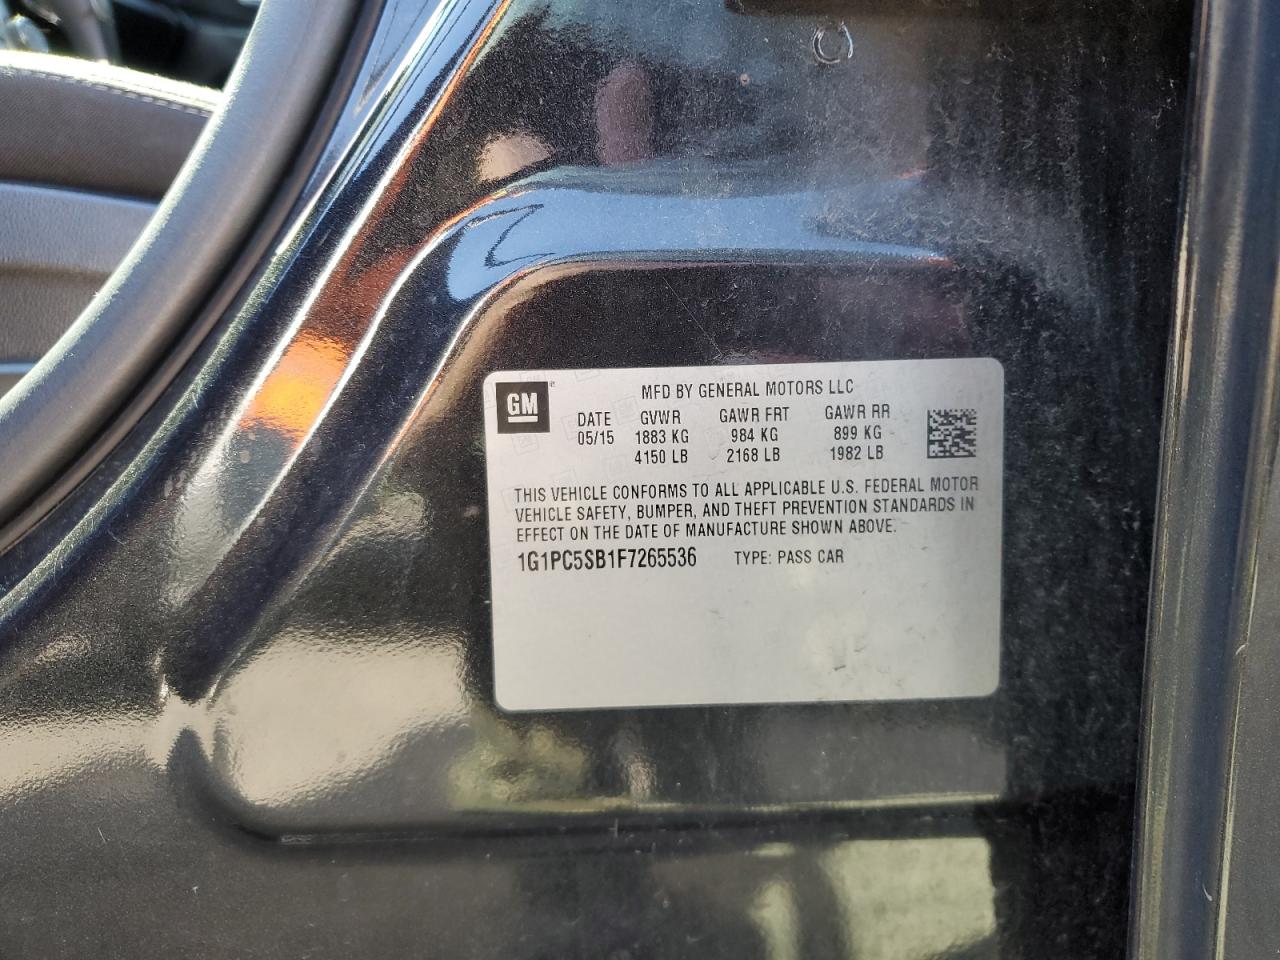 GM
MFD BY GENERAL MOTORS LLC
DATE GVWR GAWR FRT GAWR RR
05/15 1883 KG 984 KG 899 KG
4150 LB 2168 LB 1982 LB
THIS VEHICLE CONFORMS TO ALL APPLICABLE U.S. FEDERAL MOTOR
VEHICLE SAFETY, BUMPER, AND THEFT PREVENTION STANDARDS IN
EFFECT ON THE DATE OF MANUFACTURE SHOWN ABOVE.
1G1PC5SB1F7265536 TYPE: PASS CAR